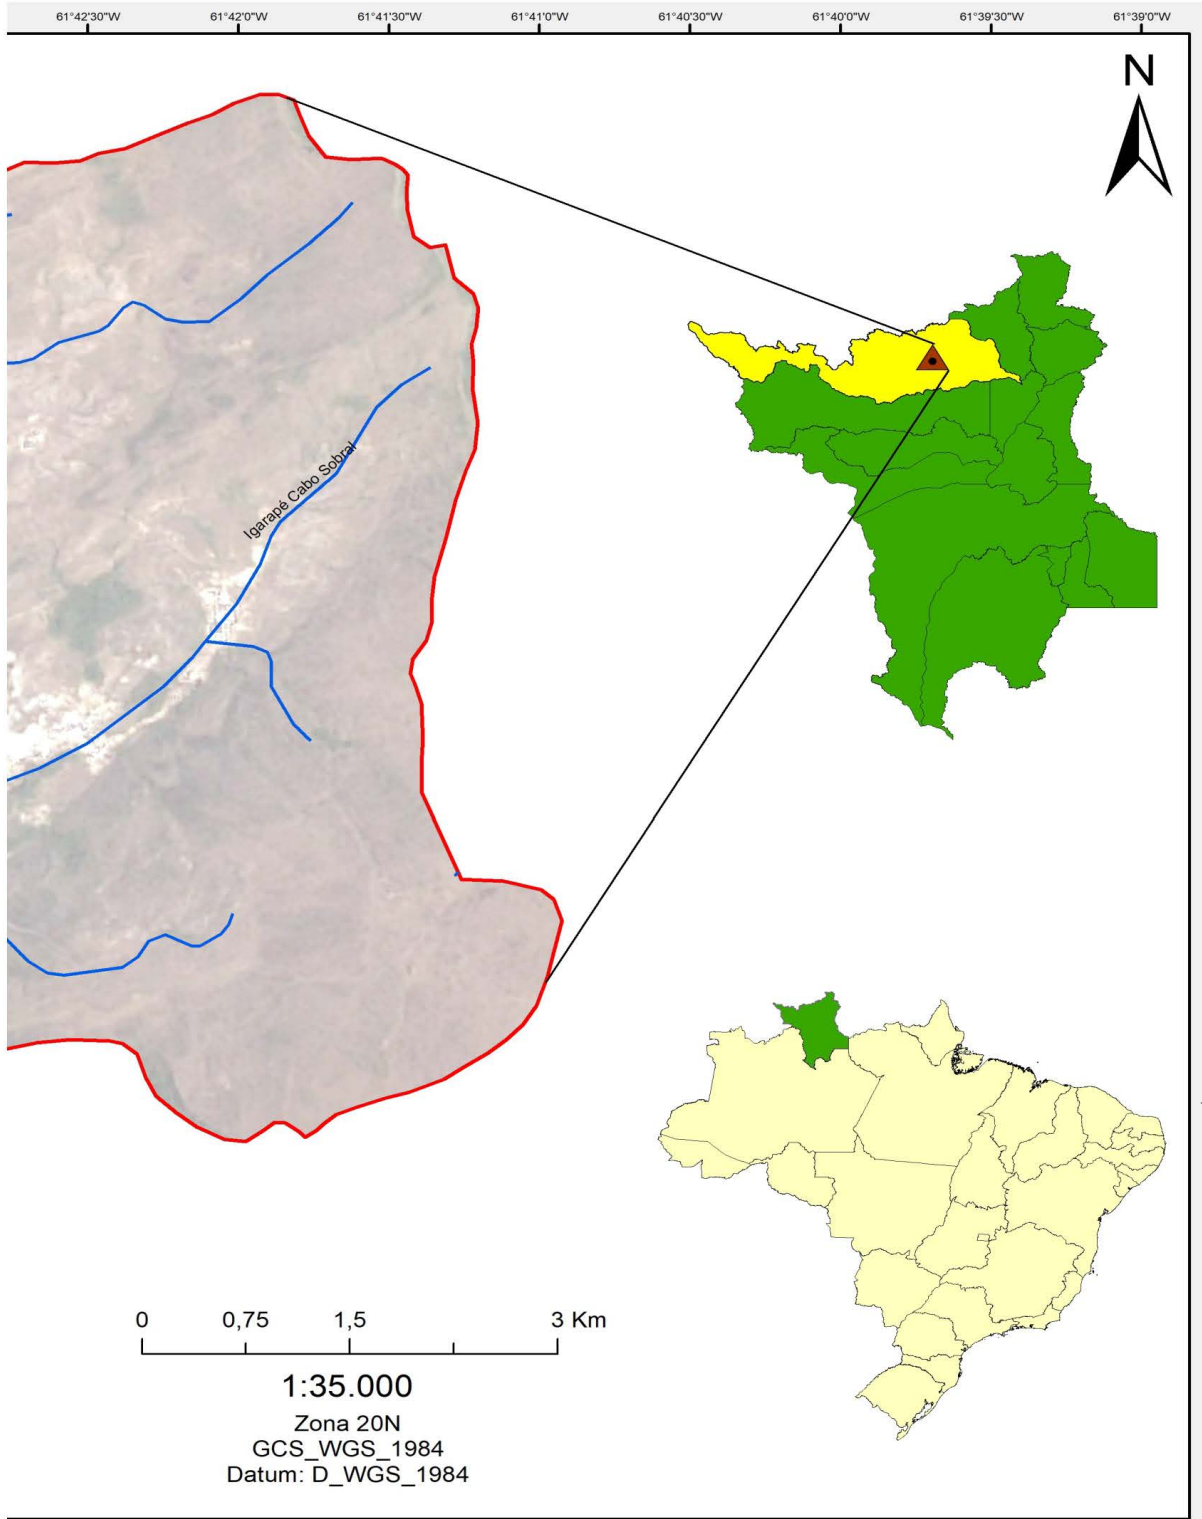 61°42'30"W 61°42'0"W 61°41'30"W 61°41'0"W 61°40'30"W 61°40'0"W 61°39'30"W 61°39'0"W
N
Igarapé Cabo Sobral
0 0,75 1,5 3 Km
1:35.000
Zona 20N
GCS_WGS_1984
Datum: D_WGS_1984